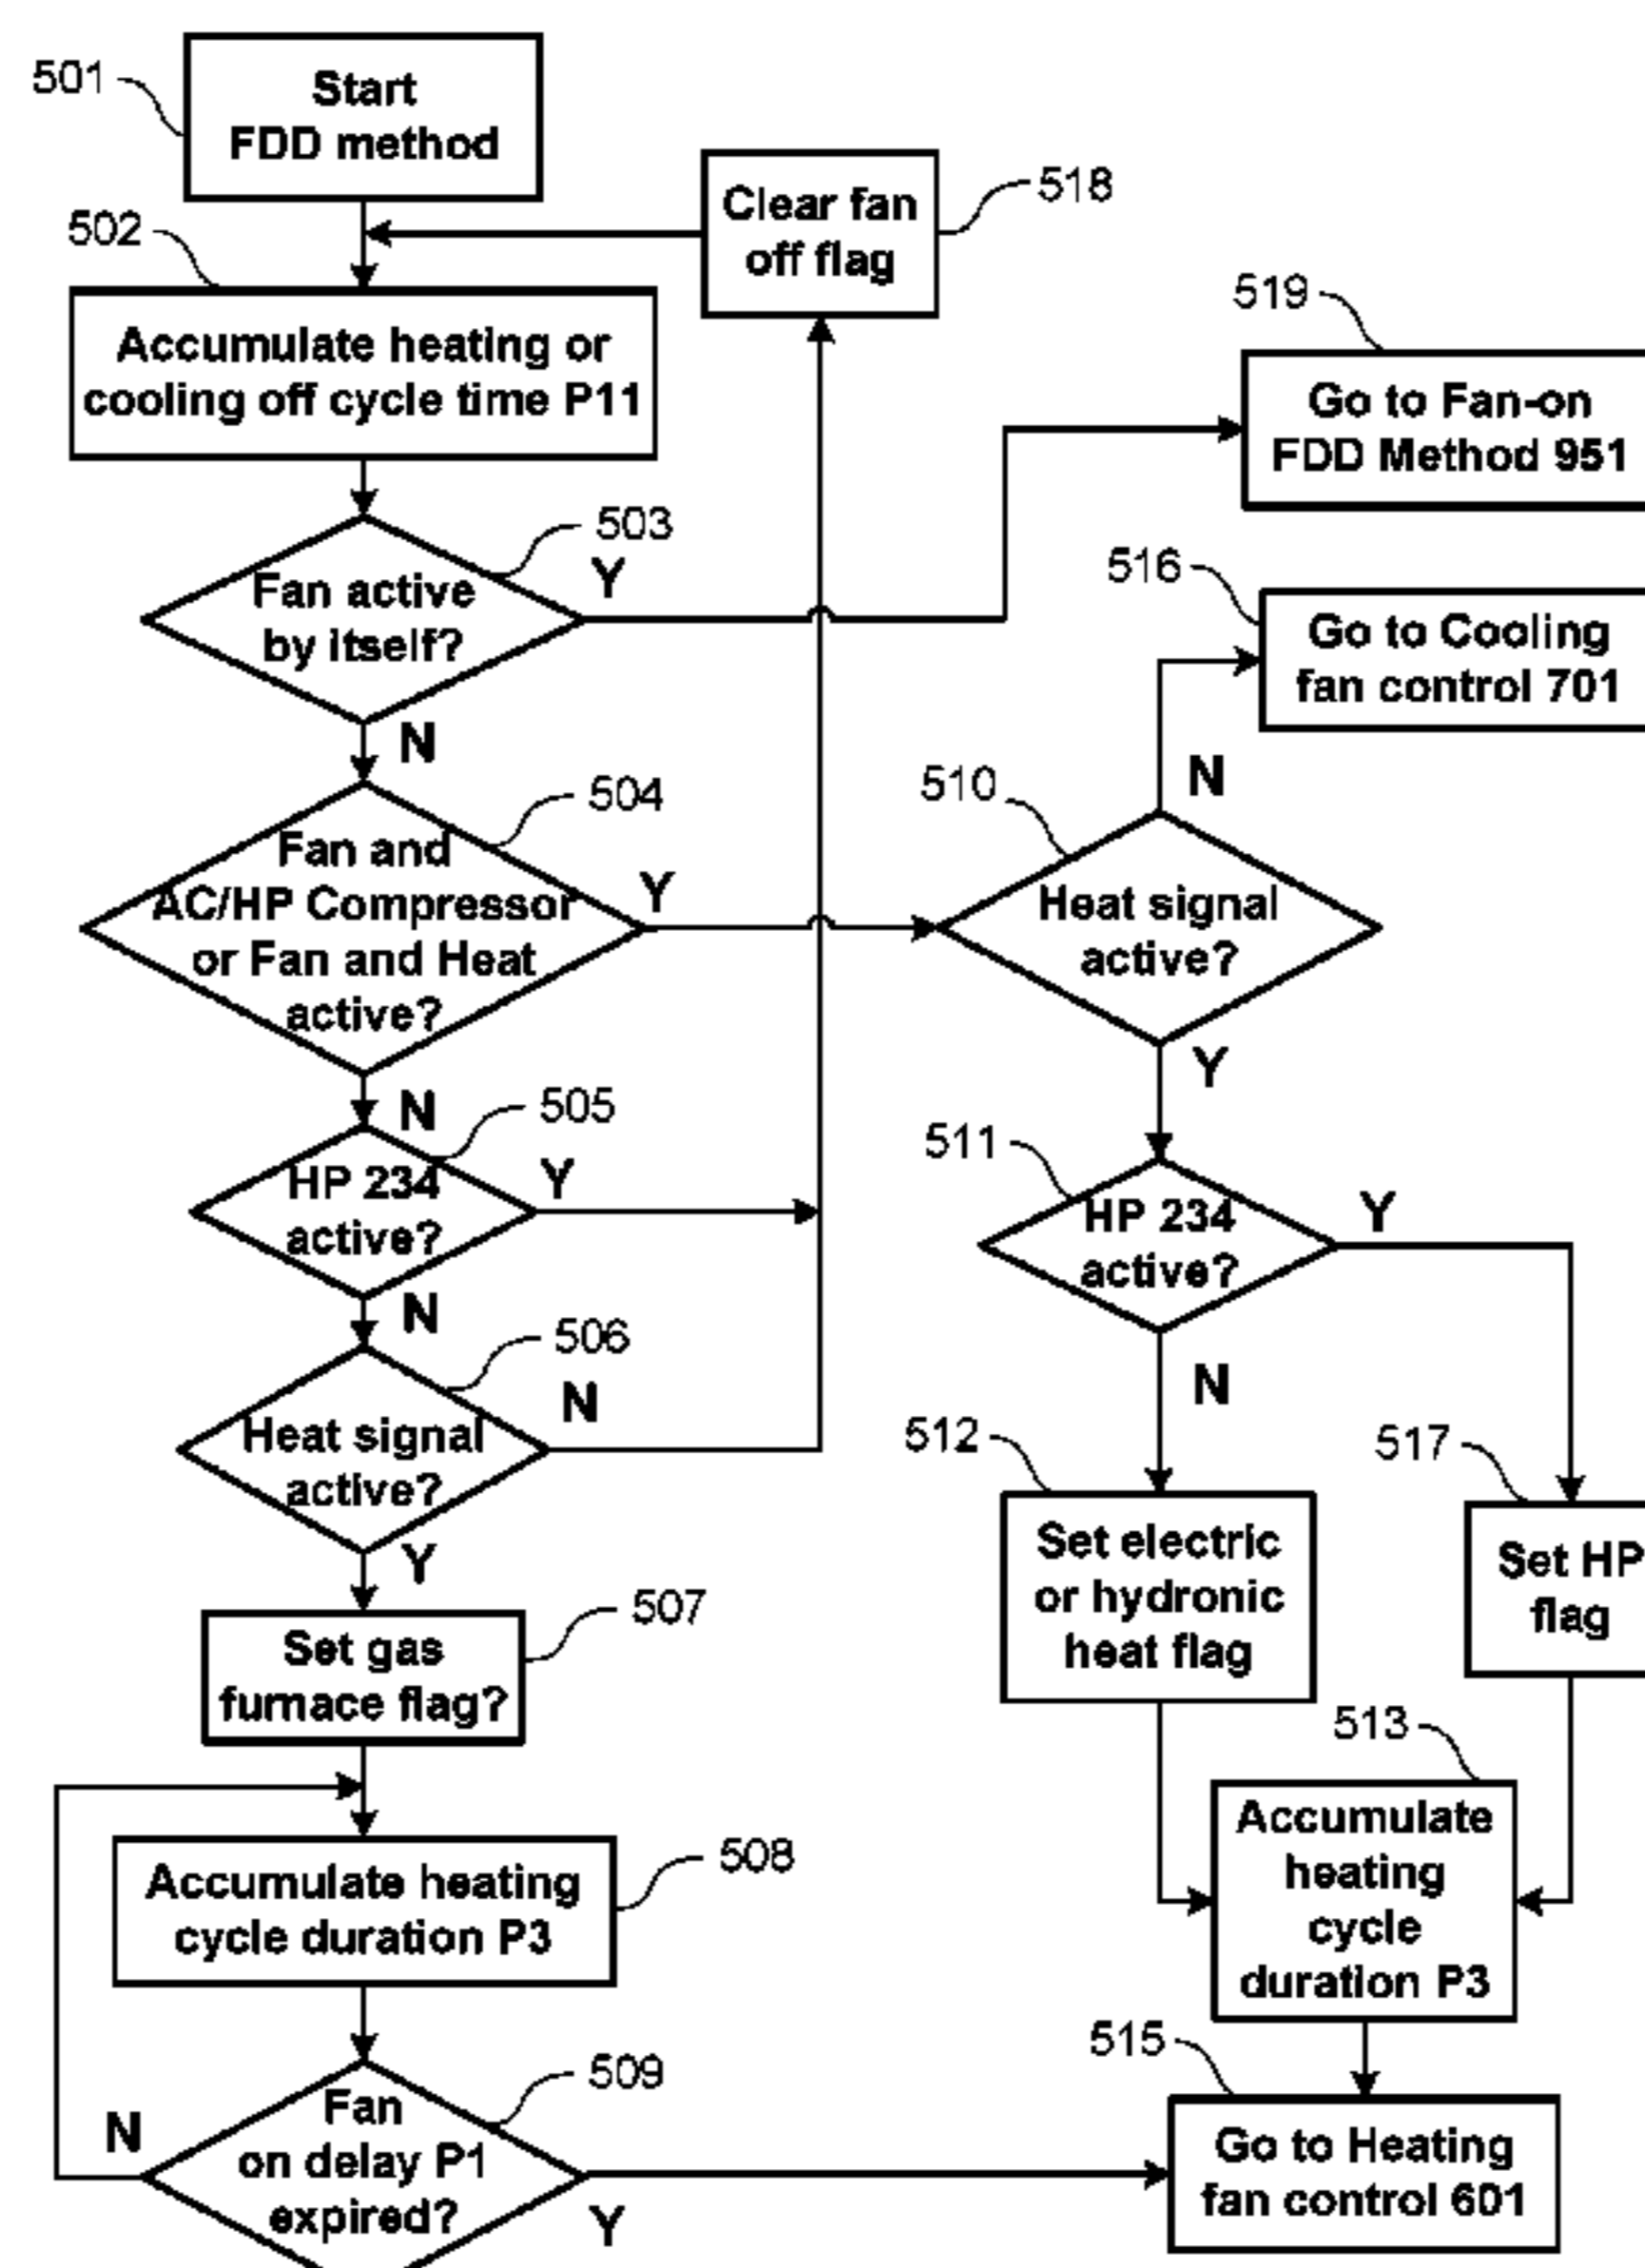 501
Start
FDD method
518
Clear fan
off flag
502
Accumulate heating or
cooling off cycle time P11
519
Go to Fan-on
FDD Method 951
503
Fan active
by itself?
Y
N
516
Go to Cooling
fan control 701
504
Fan and
AC/HP Compressor
or Fan and Heat
active?
Y
N
510
Heat signal
active?
N
Y
505
HP 234
active?
Y
N
511
HP 234
active?
Y
N
506
Heat signal
active?
N
Y
512
Set electric
or hydronic
heat flag
517
Set HP
flag
507
Set gas
furnace flag?
513
Accumulate
heating
cycle
duration P3
508
Accumulate heating
cycle duration P3
509
Fan
on delay P1
expired?
N
Y
515
Go to Heating
fan control 601